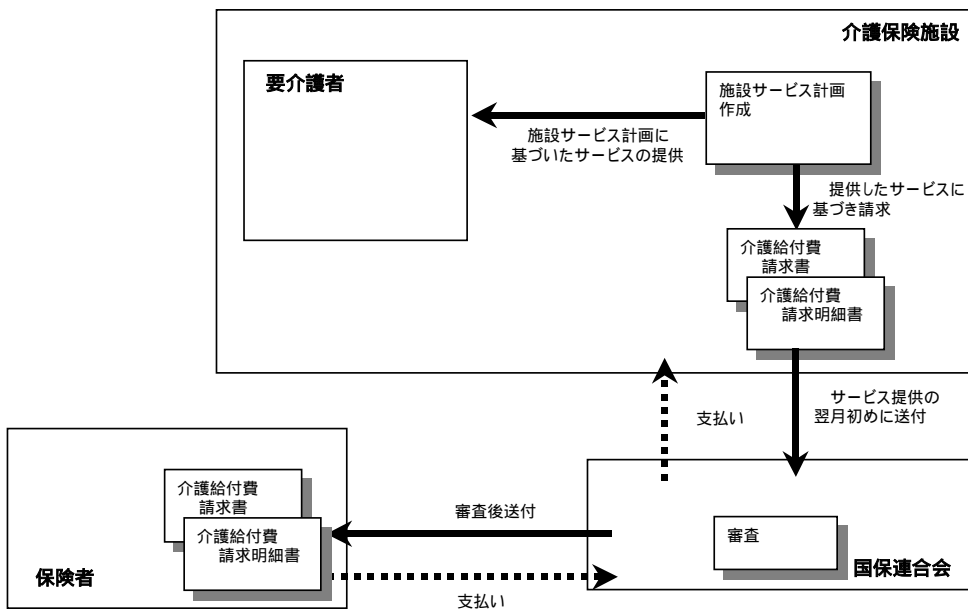 介護保険施設
要介護者
施設サービス計画
作成
施設サービス計画に
基づいたサービスの提供
提供したサービスに
基づき請求
介護給付費
請求書
介護給付費
請求明細書
サービス提供の
翌月初めに送付
支払い
介護給付費
請求書
介護給付費
請求明細書
審査後送付
審査
保険者
国保連合会
支払い